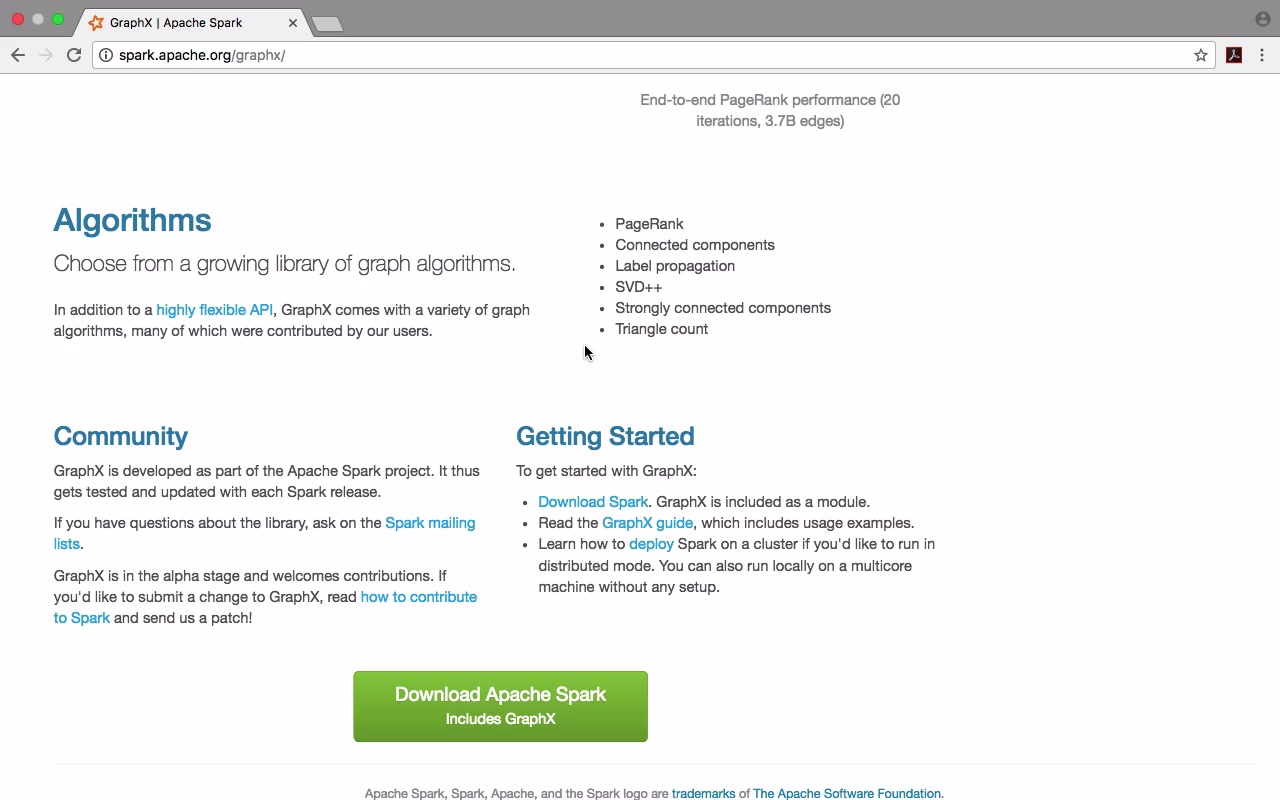 GraphX | Apache Spark
spark.apache.org/graphx/
End-to-end PageRank performance (20
iterations, 3.7B edges)
Algorithms
Choose from a growing library of graph algorithms.
In addition to a highly flexible API, GraphX comes with a variety of graph
algorithms, many of which were contributed by our users.
• PageRank
• Connected components
• Label propagation
• SVD++
• Strongly connected components
• Triangle count
Community
GraphX is developed as part of the Apache Spark project. It thus
gets tested and updated with each Spark release.
If you have questions about the library, ask on the Spark mailing
lists.
GraphX is in the alpha stage and welcomes contributions. If
you'd like to submit a change to GraphX, read how to contribute
to Spark and send us a patch!
Getting Started
To get started with GraphX:
• Download Spark. GraphX is included as a module.
• Read the GraphX guide, which includes usage examples.
• Learn how to deploy Spark on a cluster if you'd like to run in
distributed mode. You can also run locally on a multicore
machine without any setup.
Download Apache Spark
Includes GraphX
Apache Spark, Spark, Apache, and the Spark logo are trademarks of The Apache Software Foundation.